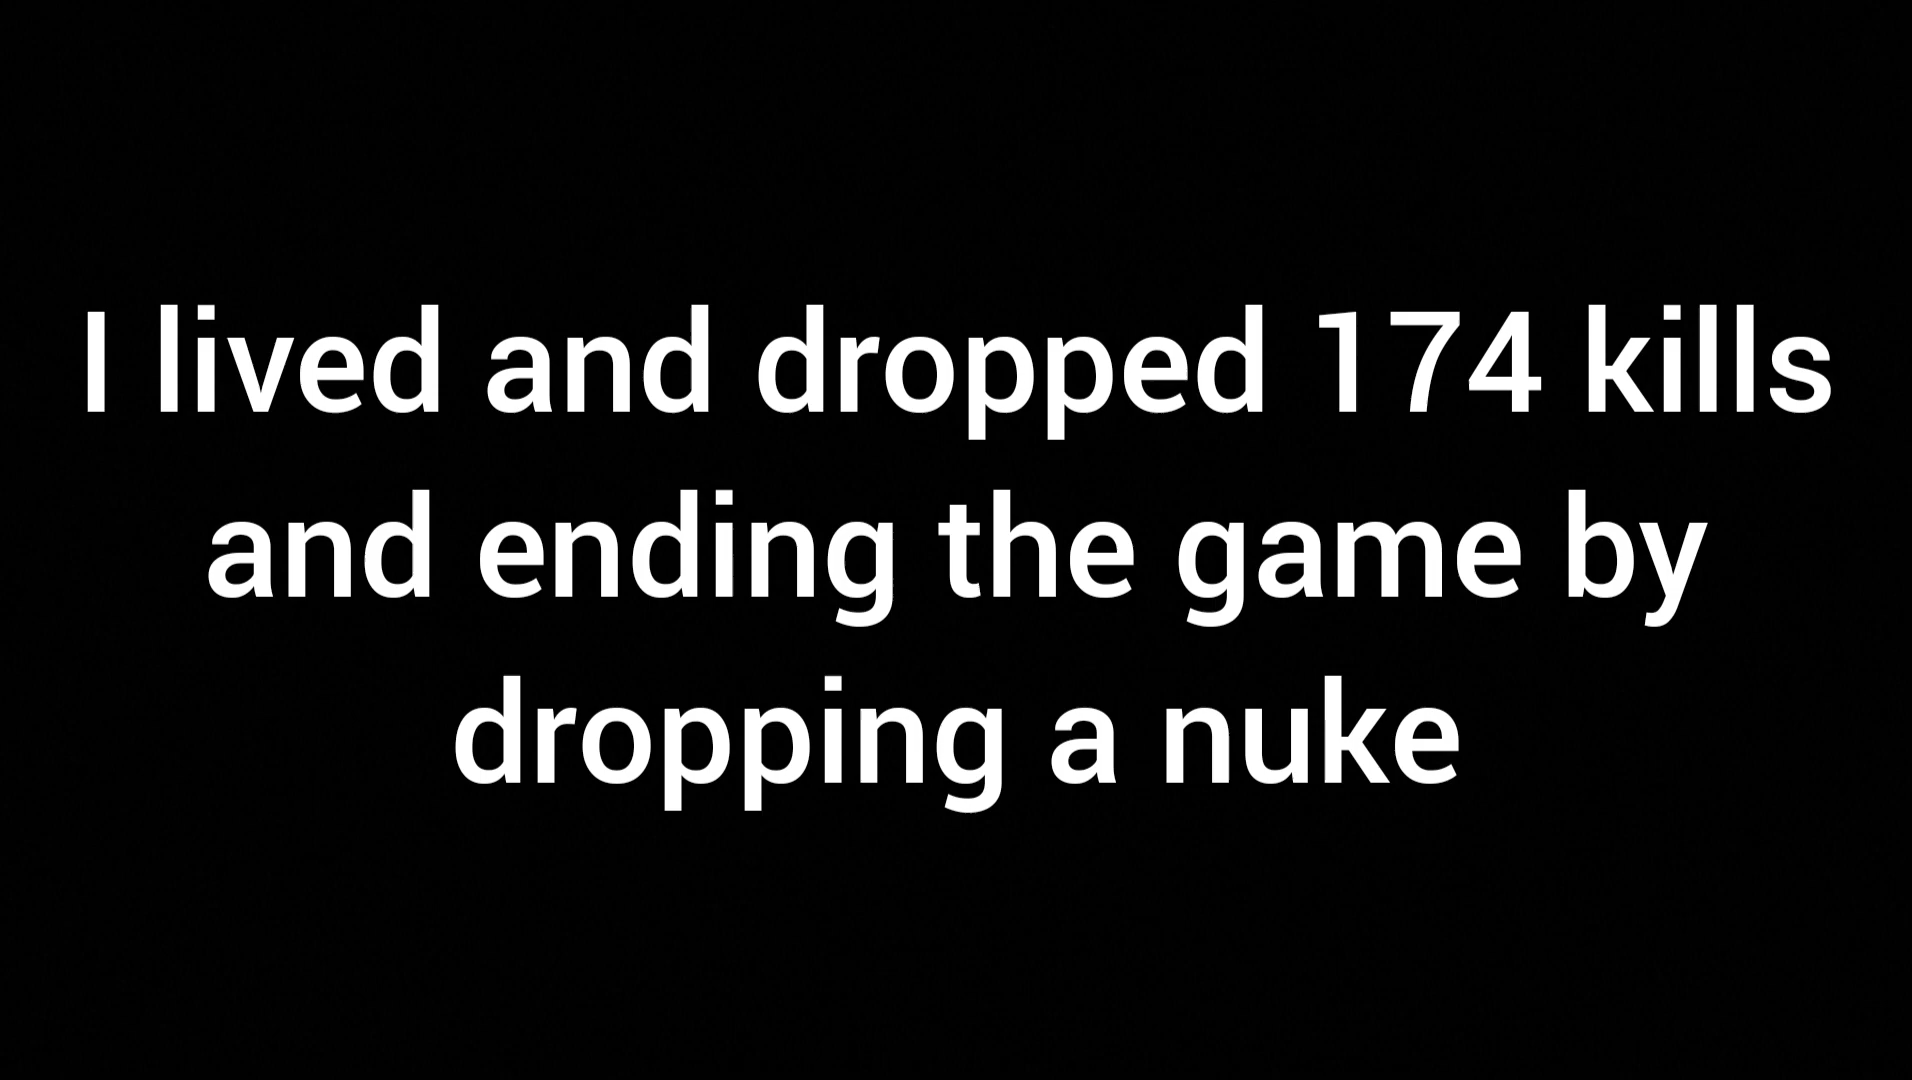 I lived and dropped 174 kills
and ending the game by
dropping a nuke